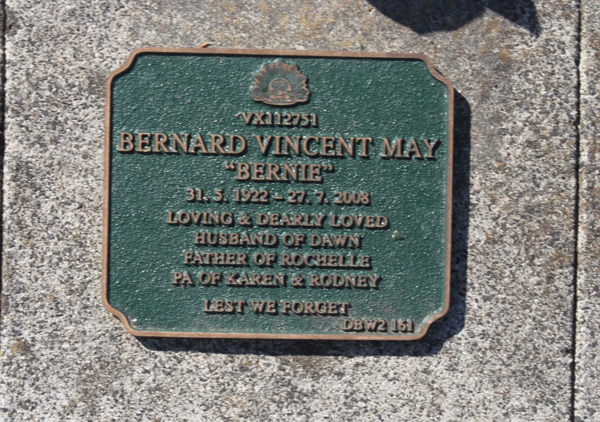 VX112751
BERNARD VINCENT MAY
"BERNIE"
31. 5. 1922 – 27. 7. 2008
LOVING & DEARLY LOVED
HUSBAND OF DAWN
FATHER OF ROCHELLE
PA OF KAREN & RODNEY
LEST WE FORGET
DBW2 161